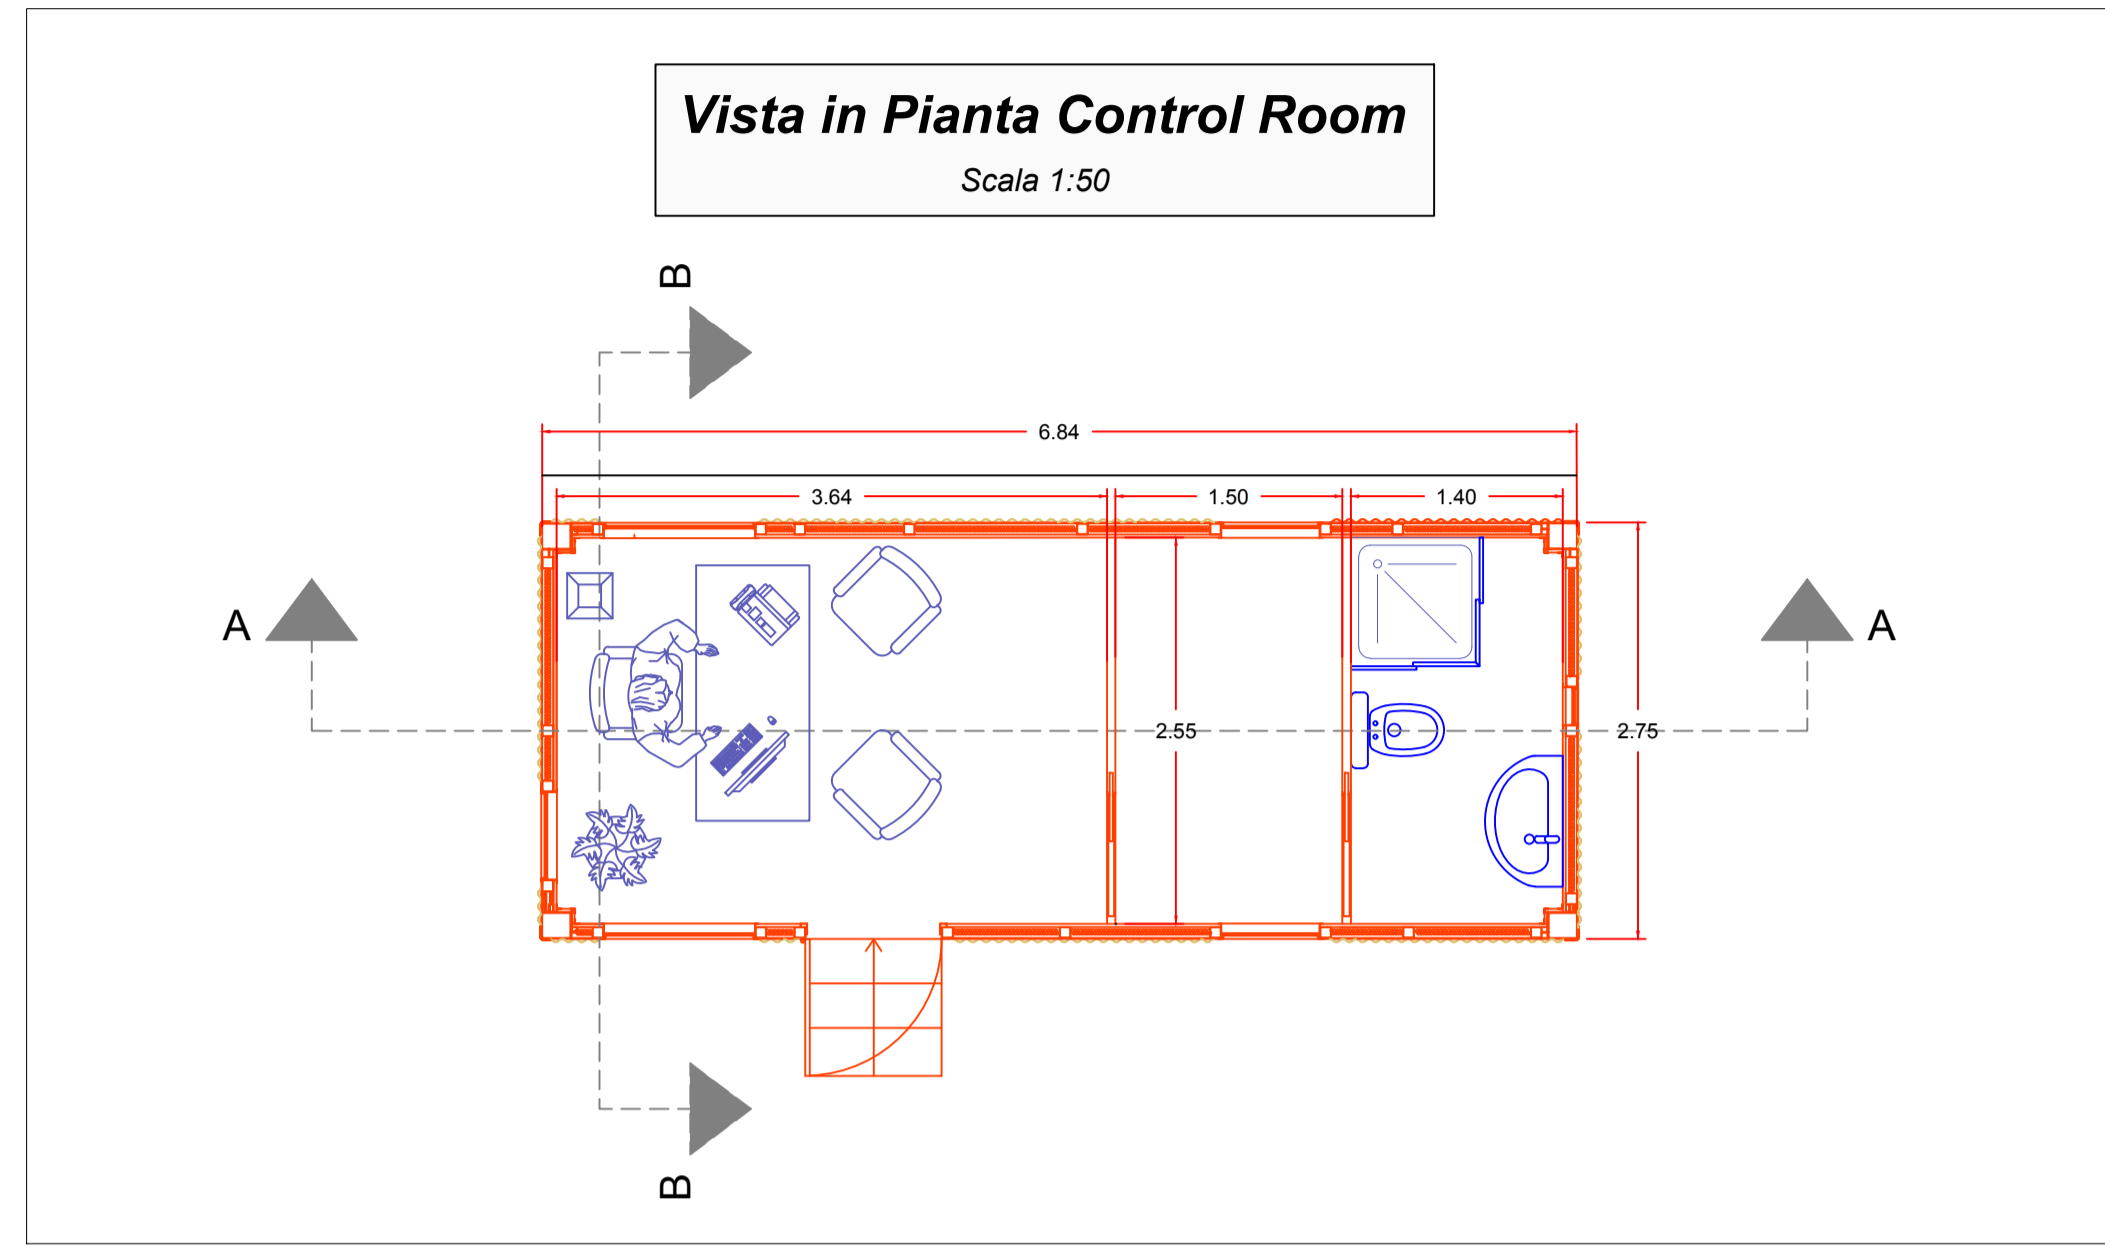 Vista in Pianta Control Room
Scala 1:50
B
6.84
3.64
1.50
1.40
A
A
2.55
2.75
B